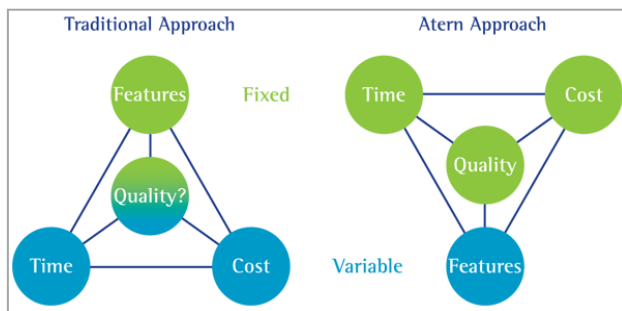 Traditional Approach
Features
Quality?
Time
Cost
Fixed
Variable
Atern Approach
Time
Cost
Quality
Features